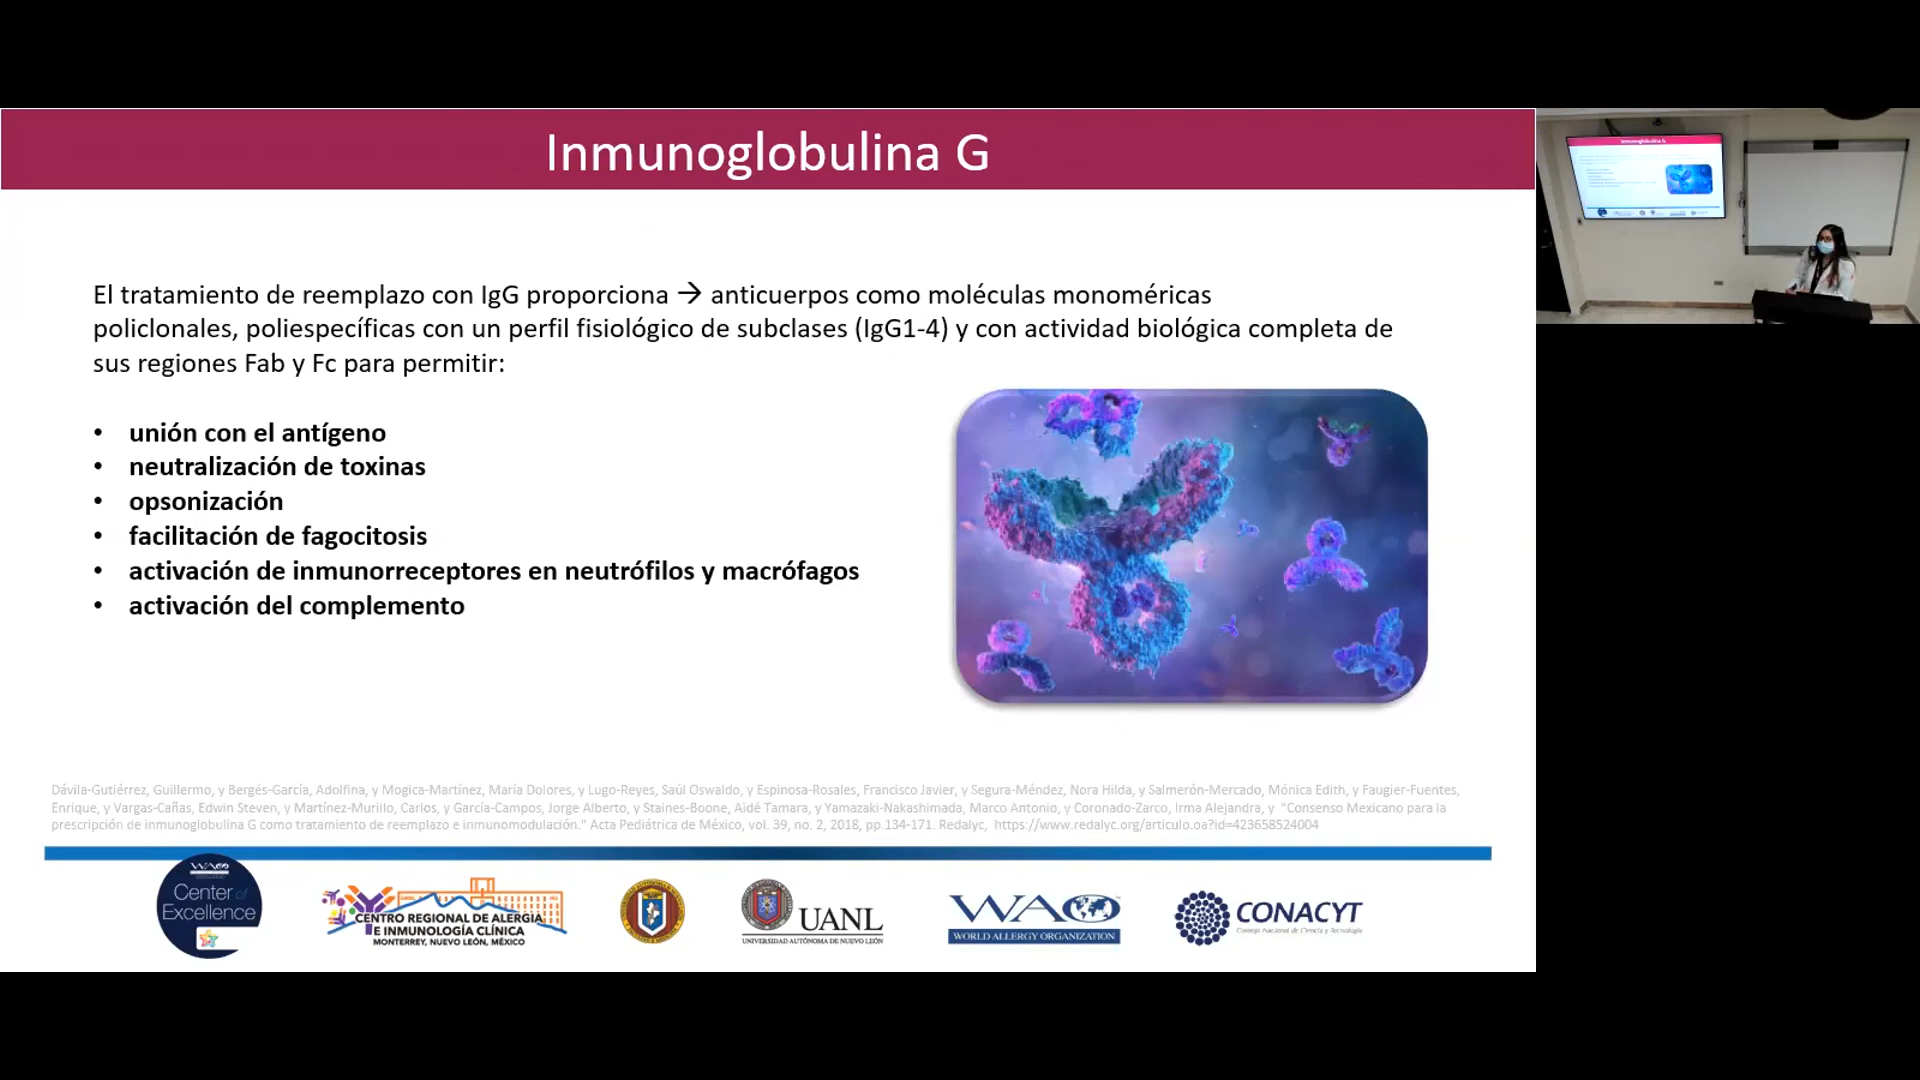 Inmunoglobulina G
El tratamiento de reemplazo con IgG proporciona → anticuerpos como moléculas monoméricas
policlonales, poliespecíficas con un perfil fisiológico de subclases (IgG1-4) y con actividad biológica completa de
sus regiones Fab y Fc para permitir:
• unión con el antígeno
• neutralización de toxinas
• opsonización
• facilitación de fagocitosis
• activación de inmunorreceptores en neutrófilos y macrófagos
• activación del complemento
Dávila-Gutiérrez, Guillermo, y Bergés-García, Adolfina, y Mogica-Martínez, María Dolores, y Lugo-Reyes, Saúl Oswaldo, y Espinosa-Rosales, Francisco Javier, y Segura-Méndez, Nora Hilda, y Salmerón-Mercado, Mónica Edith, y Faugier-Fuentes,
Enrique, y Vargas-Cañas, Edwin Steven, y Martínez-Murillo, Carlos, y García-Campos, Jorge Alberto, y Staines-Boone, Aidé Tamara, y Yamazaki-Nakashimada, Marco Antonio, y Coronado-Zarco, Irma Alejandra, y "Consenso Mexicano para la
prescripción de inmunoglobulina G como tratamiento de reemplazo e inmunomodulación." Acta Pediátrica de México, vol. 39, no. 2, 2018, pp.134-171. Redalyc, https://www.redalyc.org/articulo.oa?id=423658524004
WAO
Center of
Excellence
CENTRO REGIONAL DE ALERGIA
E INMUNOLOGÍA CLÍNICA
MONTERREY, NUEVO LEÓN, MÉXICO
UANL
UNIVERSIDAD AUTÓNOMA DE NUEVO LEÓN
WAO
WORLD ALLERGY ORGANIZATION
CONACYT
Consejo Nacional de Ciencia y Tecnología
Inmunoglobulina G